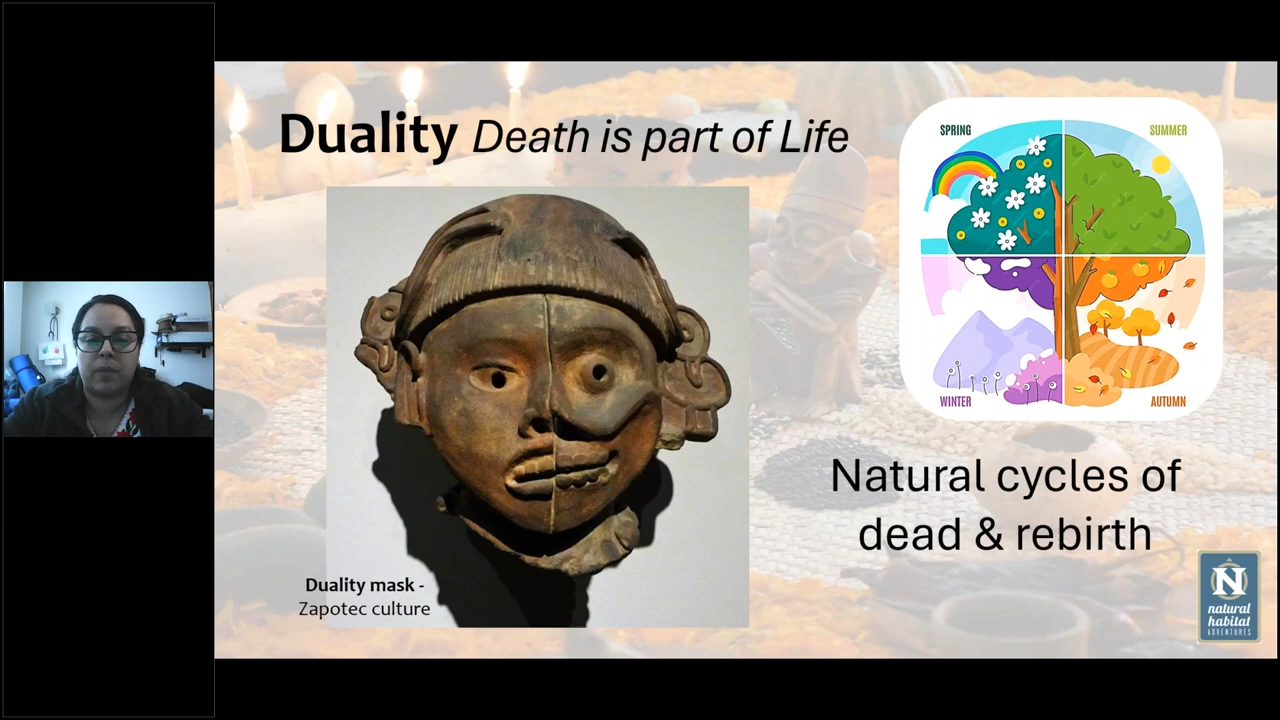 Duality Death is part of Life
SPRING
SUMMER
WINTER
AUTUMN
Natural cycles of
dead & rebirth
Duality mask -
Zapotec culture
N
natural
habitat
ADVENTURES